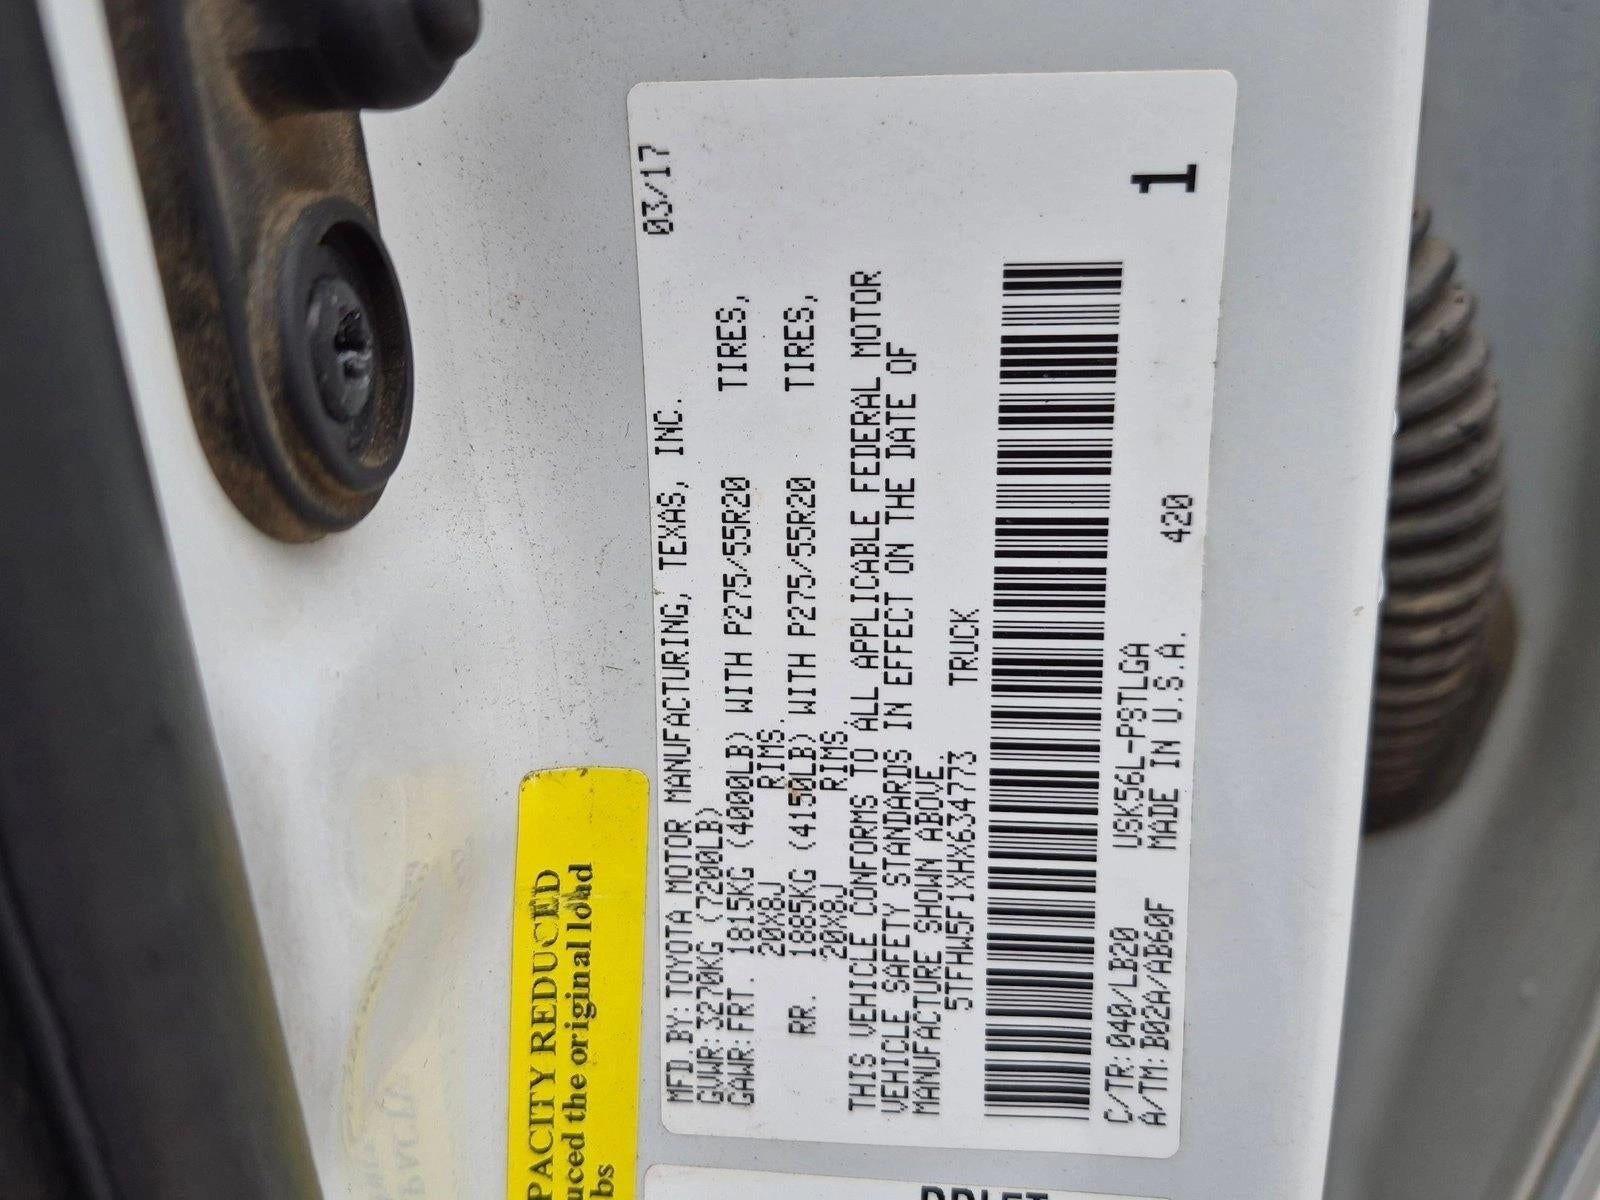 03/17
MFD BY: TOYOTA MOTOR MANUFACTURING, TEXAS, INC.
GVWR: 3270KG (7200LB)
GAWR: FRT. 1815KG (4000LB) WITH P275/55R20 TIRES,
20X8J RIMS.
RR. 1885KG (4150LB) WITH P275/55R20 TIRES,
20X8J RIMS.
THIS VEHICLE CONFORMS TO ALL APPLICABLE FEDERAL MOTOR
VEHICLE SAFETY STANDARDS IN EFFECT ON THE DATE OF
MANUFACTURE SHOWN ABOVE
5TFHW5F1XHX634773 TRUCK
C/TR: 040/LB20 USK56L-PSTLGA
A/TM: B02A/AB60F MADE IN U.S.A. 420
1
PACITY REDUCED
uced the original load
bs